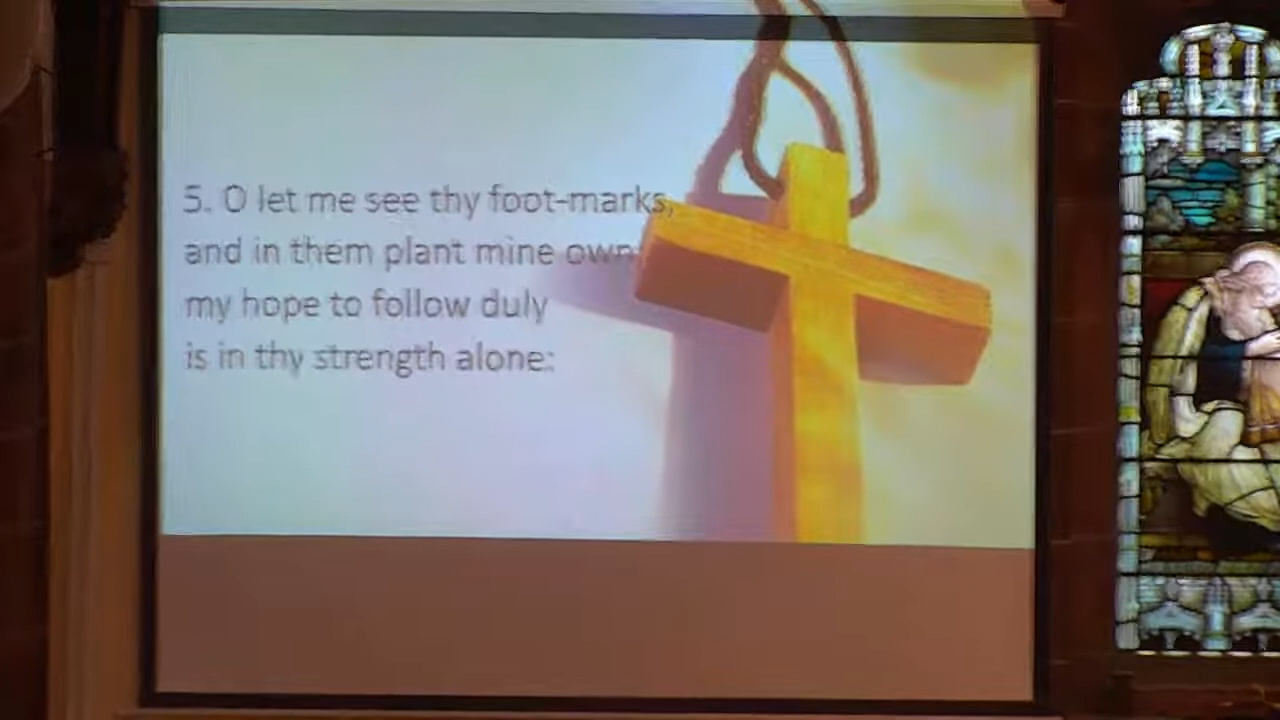 5. O let me see thy foot-marks,
and in them plant mine own:
my hope to follow duly
is in thy strength alone: